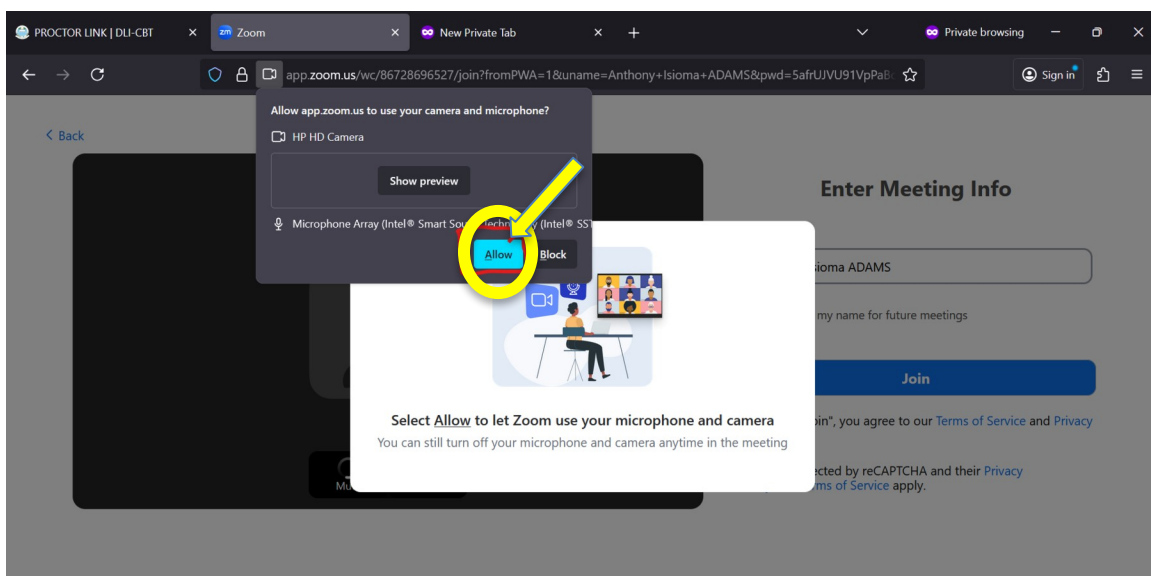 PROCTOR LINK | DLI-CBT
zm Zoom
New Private Tab
Private browsing
app.zoom.us/wc/86728696527/join?fromPWA=1&uname=Anthony+Isioma+ADAMS&pwd=5afrUJVU91VpPaB
Sign in
Allow app.zoom.us to use your camera and microphone?
HP HD Camera
Show preview
Microphone Array (Intel® Smart Sou Technology (Intel® SST
Allow
Block
Back
Enter Meeting Info
sioma ADAMS
my name for future meetings
Join
oin", you agree to our Terms of Service and Privacy
ected by reCAPTCHA and their Privacy
ms of Service apply.
Select Allow to let Zoom use your microphone and camera
You can still turn off your microphone and camera anytime in the meeting
Mu